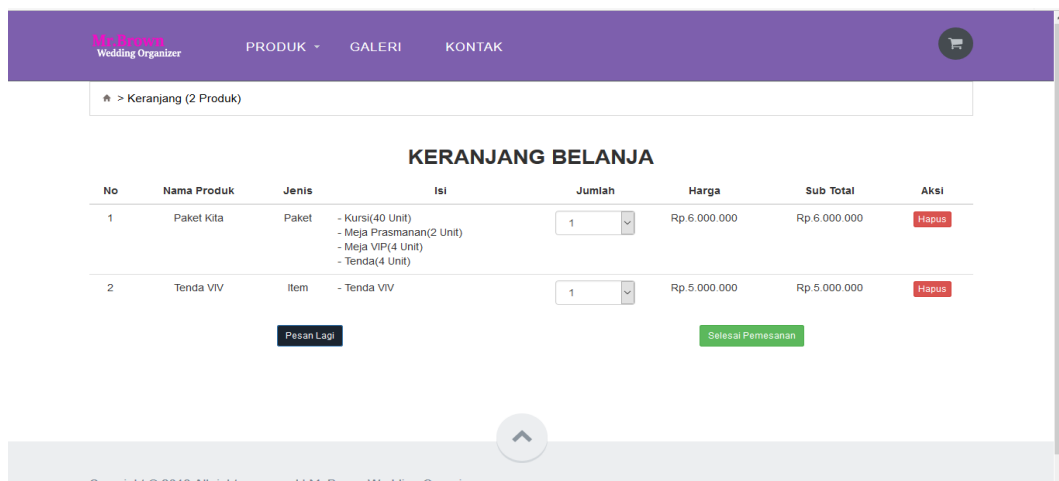 Mr.Brown
Wedding Organizer
PRODUK GALERI KONTAK
> Keranjang (2 Produk)
KERANJANG BELANJA
No Nama Produk Jenis Isi Jumlah Harga Sub Total Aksi
1 Paket Kita Paket - Kursi(40 Unit) 1 Rp.6.000.000 Rp.6.000.000 Hapus
- Meja Prasmanan(2 Unit)
- Meja VIP(4 Unit)
- Tenda(4 Unit)
2 Tenda VIV Item - Tenda VIV 1 Rp.5.000.000 Rp.5.000.000 Hapus
Pesan Lagi Selesai Pemesanan